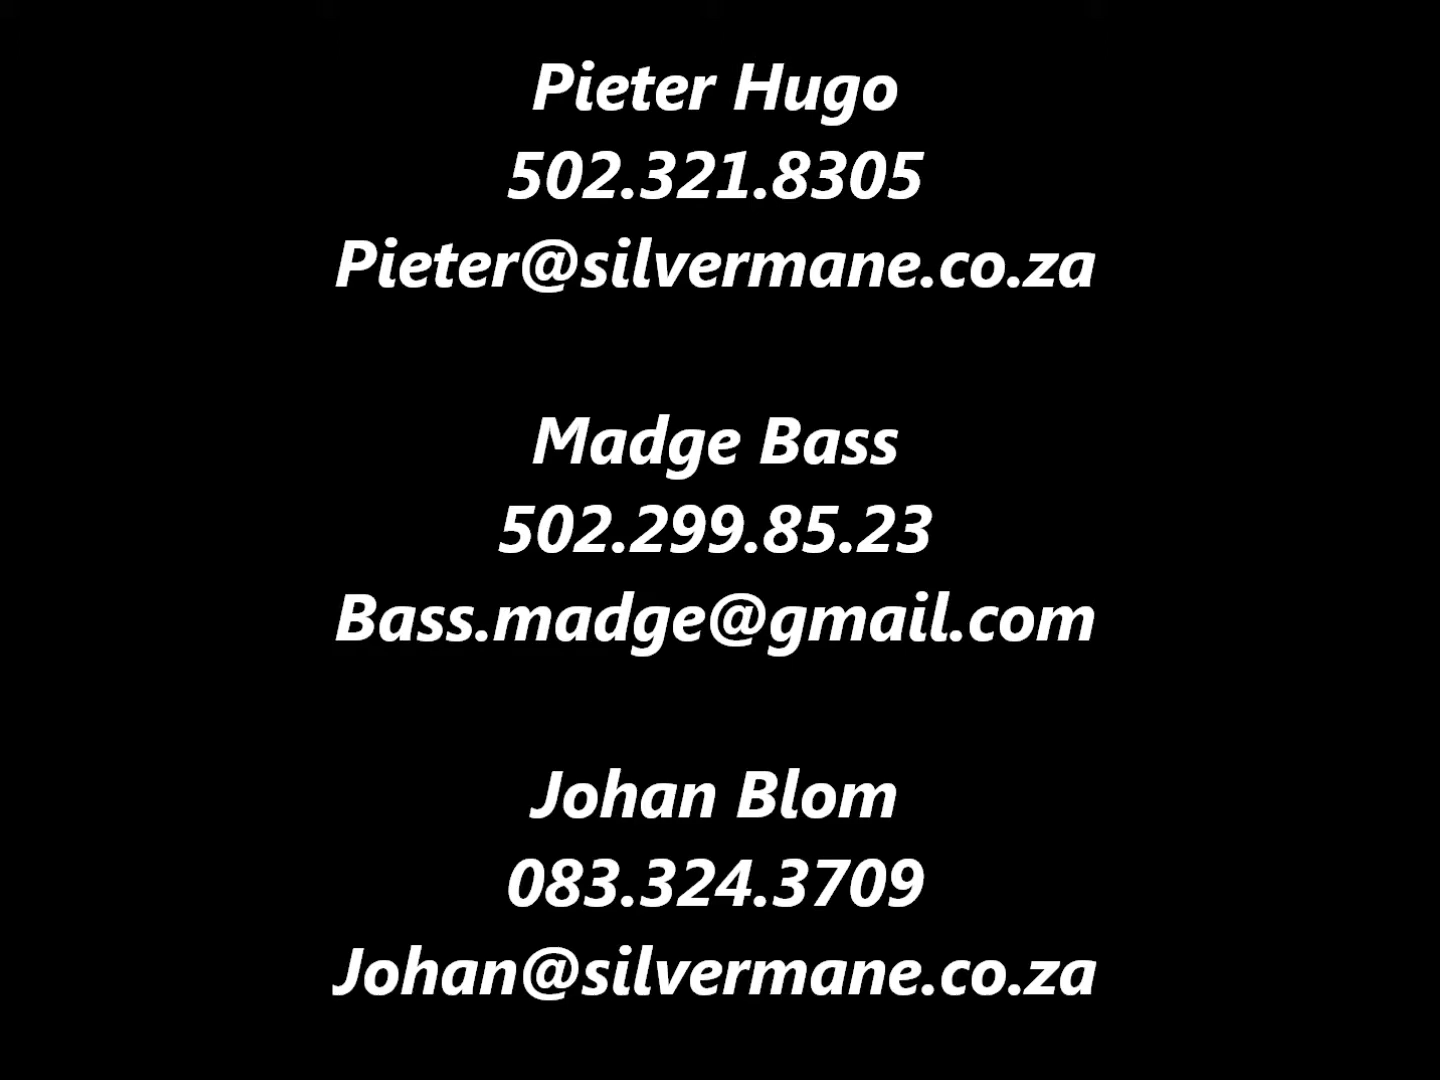 Pieter Hugo
502.321.8305
Pieter@silvermane.co.za
Madge Bass
502.299.85.23
Bass.madge@gmail.com
Johan Blom
083.324.3709
Johan@silvermane.co.za